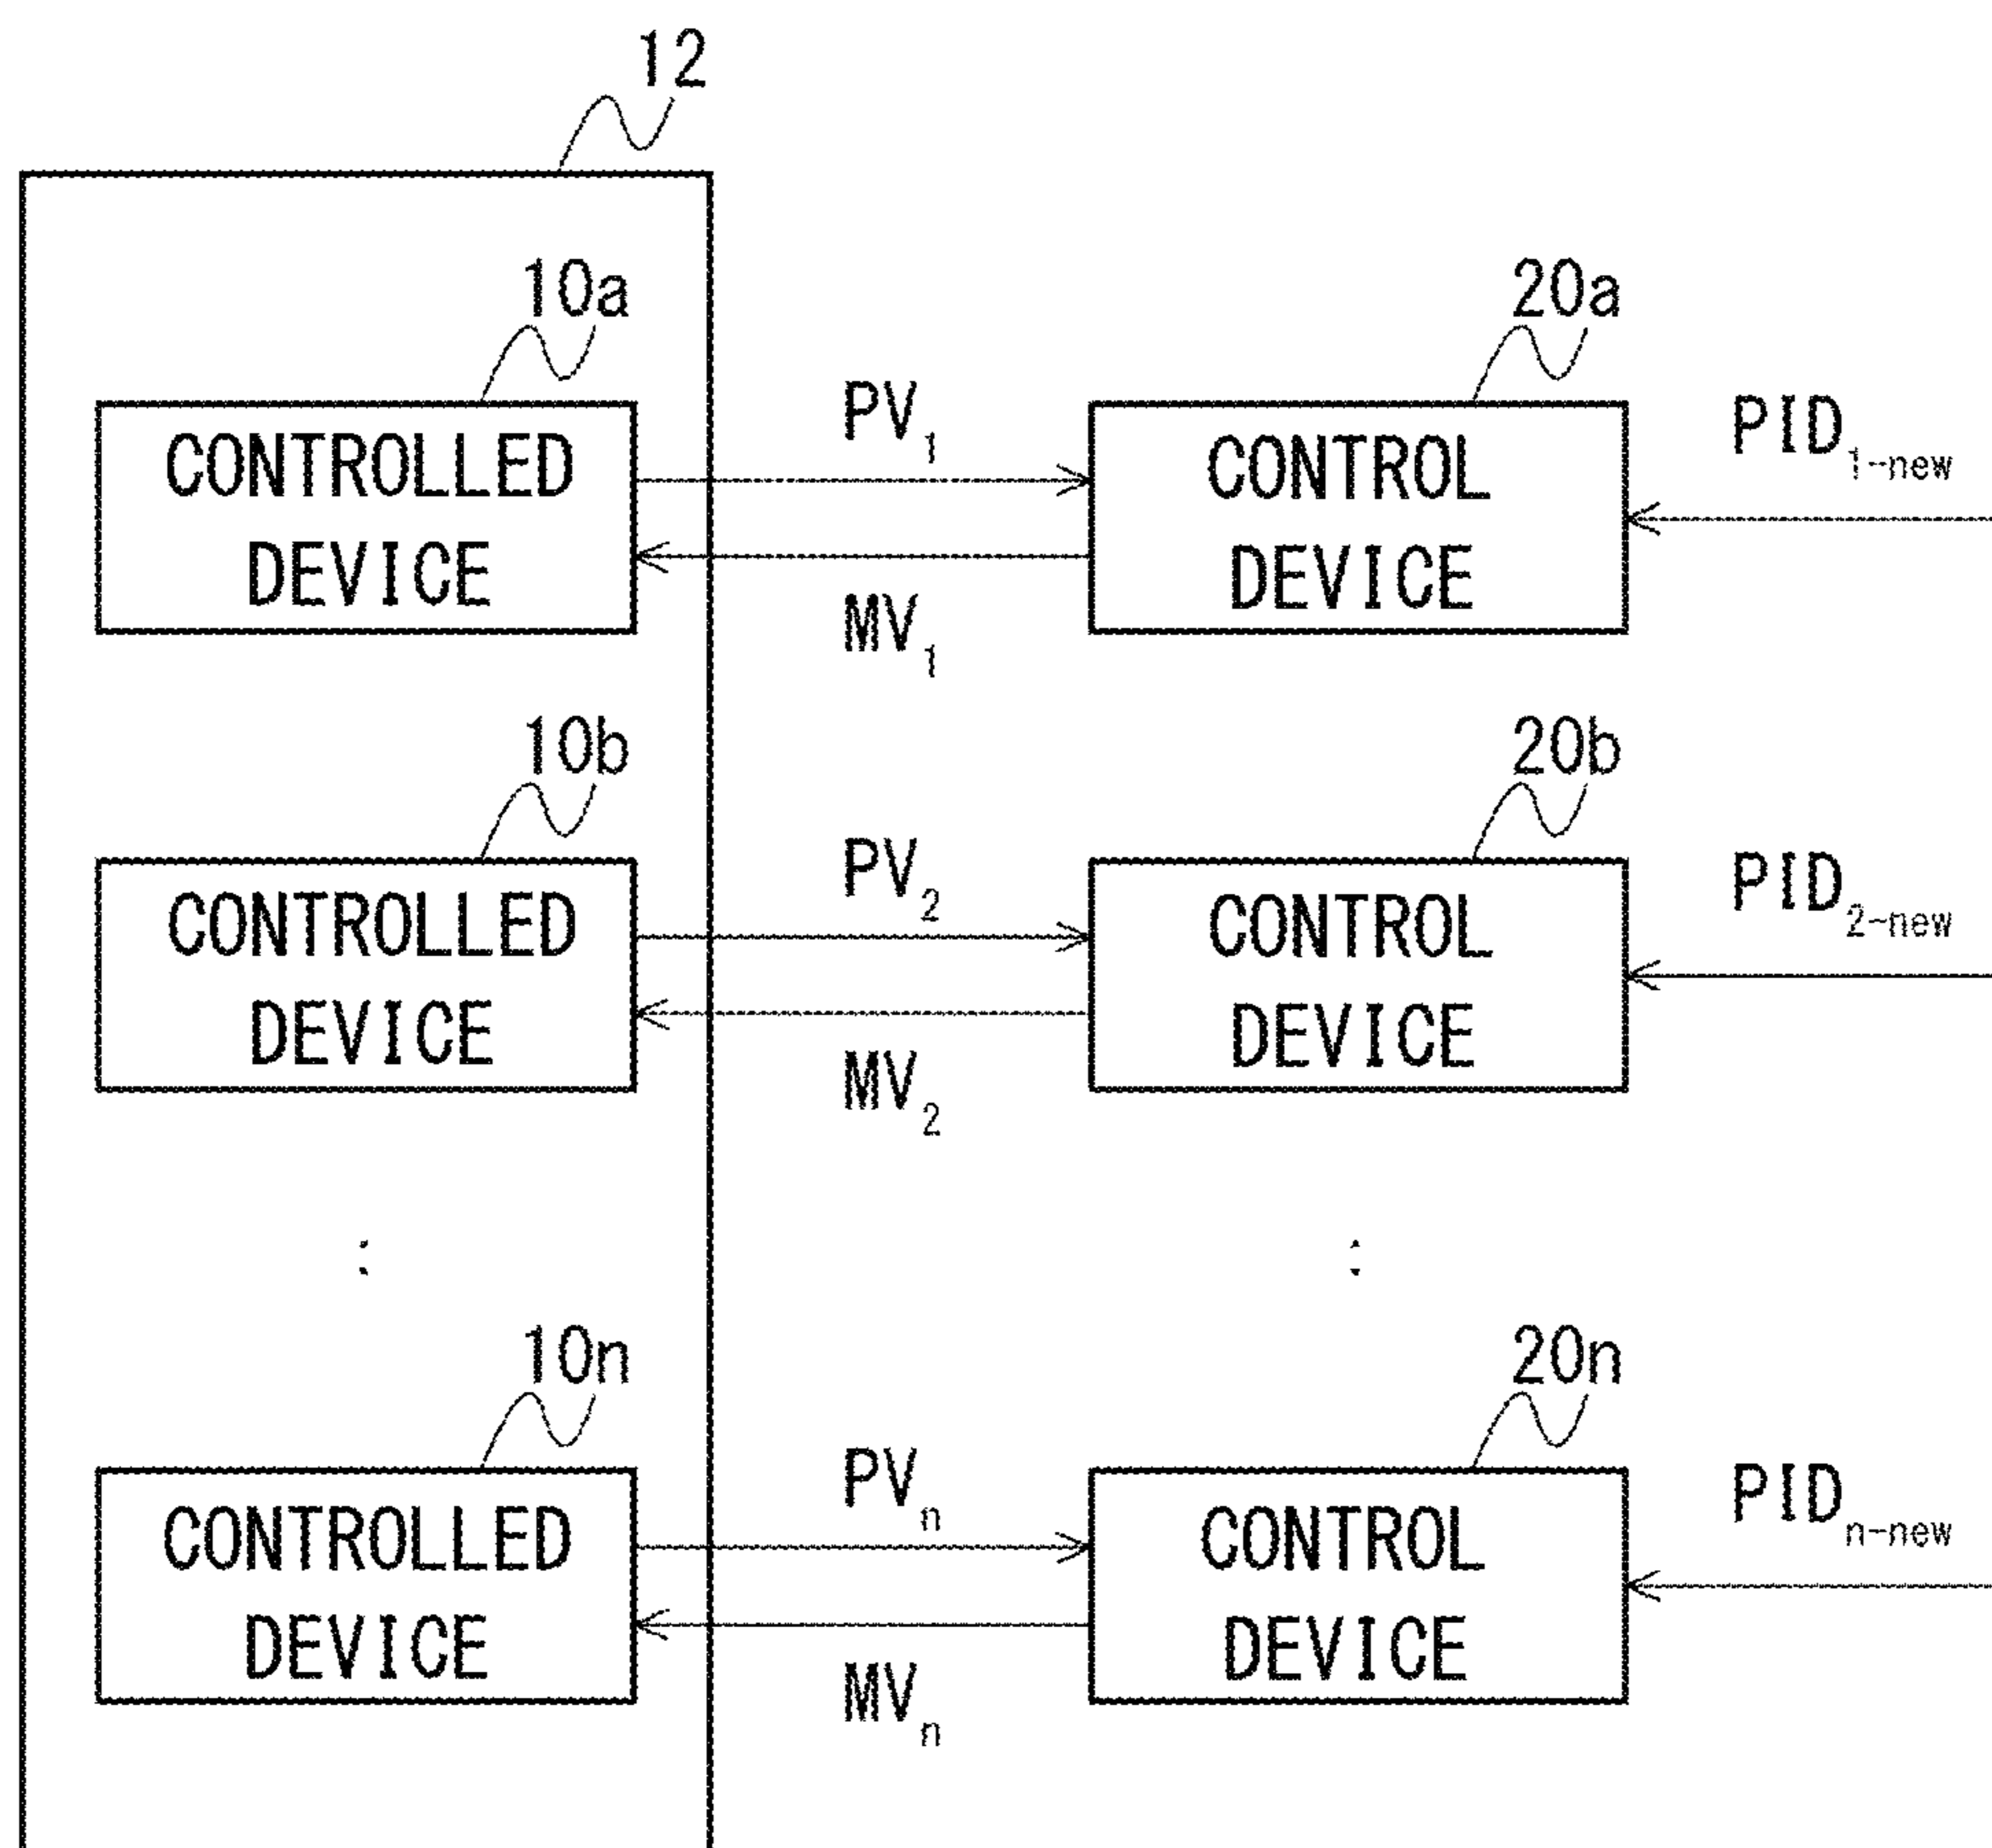 12
10a
20a
CONTROLLED
DEVICE
PV1
MV1
CONTROL
DEVICE
PID1-new
10b
20b
CONTROLLED
DEVICE
PV2
MV2
CONTROL
DEVICE
PID2-new
10n
20n
CONTROLLED
DEVICE
PVn
MVn
CONTROL
DEVICE
PIDn-new